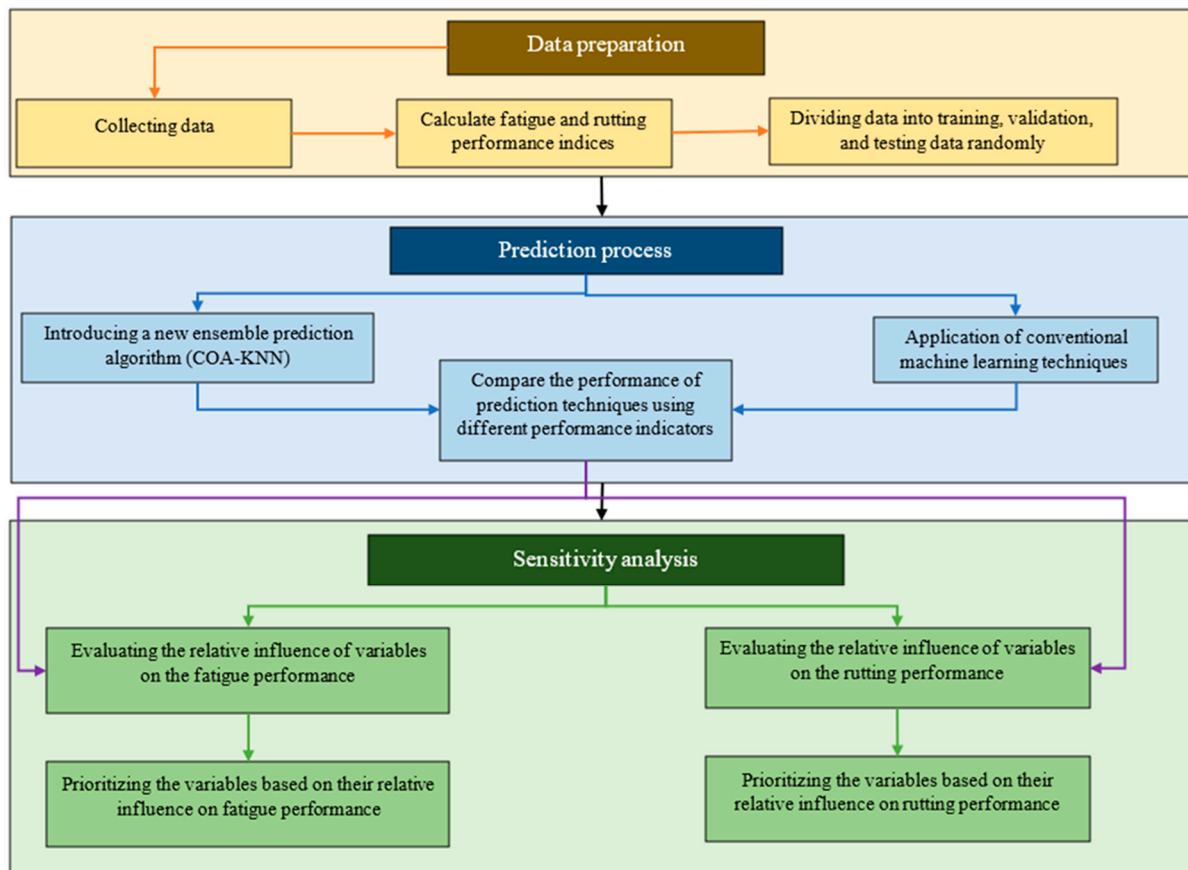 Data preparation
Collecting data
Calculate fatigue and rutting
performance indices
Dividing data into training, validation,
and testing data randomly
Prediction process
Introducing a new ensemble prediction
algorithm (COA-KNN)
Application of conventional
machine learning techniques
Compare the performance of
prediction techniques using
different performance indicators
Sensitivity analysis
Evaluating the relative influence of variables
on the fatigue performance
Evaluating the relative influence of variables
on the rutting performance
Prioritizing the variables based on their relative
influence on fatigue performance
Prioritizing the variables based on their
relative influence on rutting performance